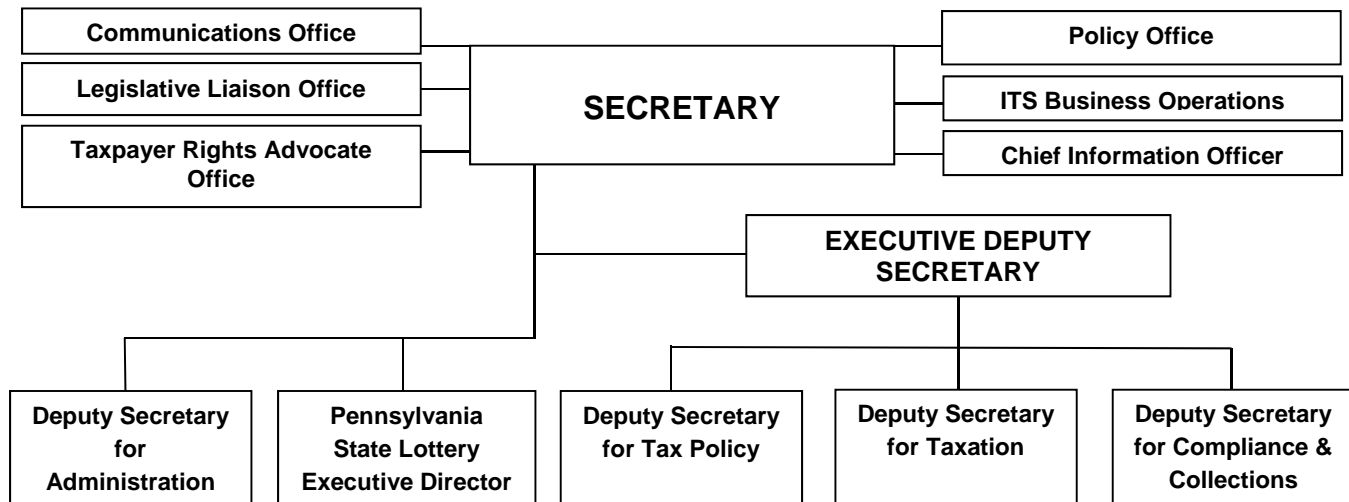 Communications Office
Legislative Liaison Office
Taxpayer Rights Advocate
Office
SECRETARY
Policy Office
ITS Business Operations
Chief Information Officer
EXECUTIVE DEPUTY
SECRETARY
Deputy Secretary
for
Administration
Pennsylvania
State Lottery
Executive Director
Deputy Secretary
for Tax Policy
Deputy Secretary
for Taxation
Deputy Secretary
for Compliance &
Collections